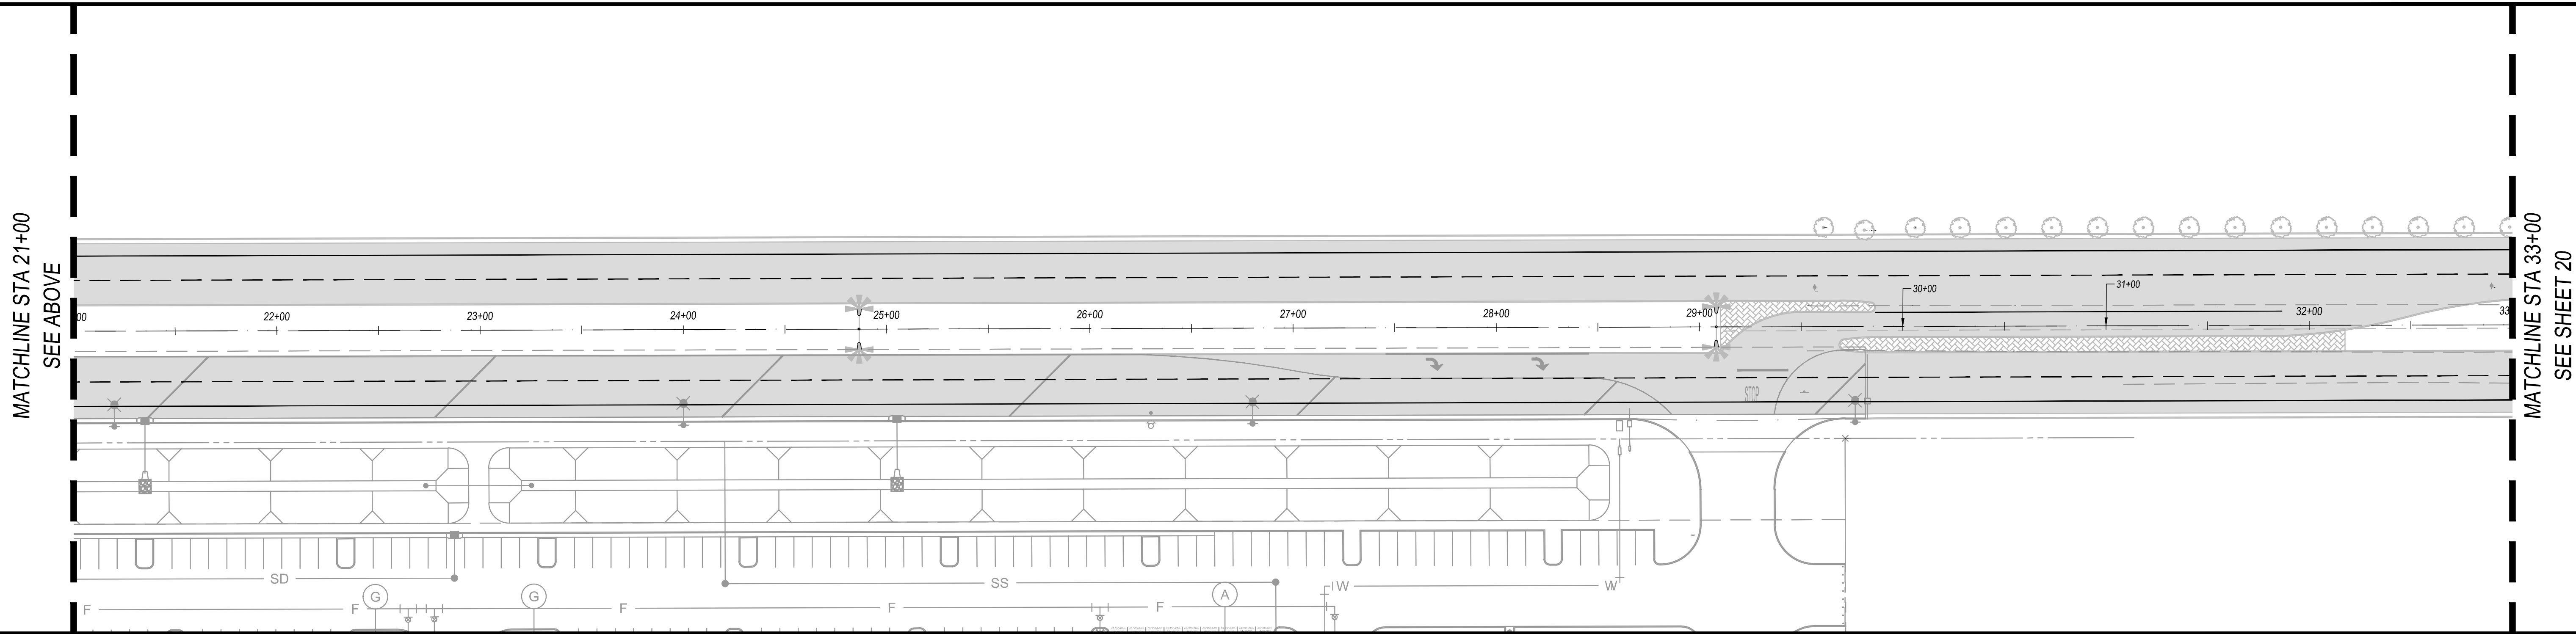 MATCHLINE STA 21+00
SEE ABOVE
00
22+00
23+00
24+00
25+00
26+00
27+00
28+00
29+00
30+00
31+00
32+00
33
STOP
SD
SS
W
W
G
G
A
F
F
F
F
F
MATCHLINE STA 33+00
SEE SHEET 20